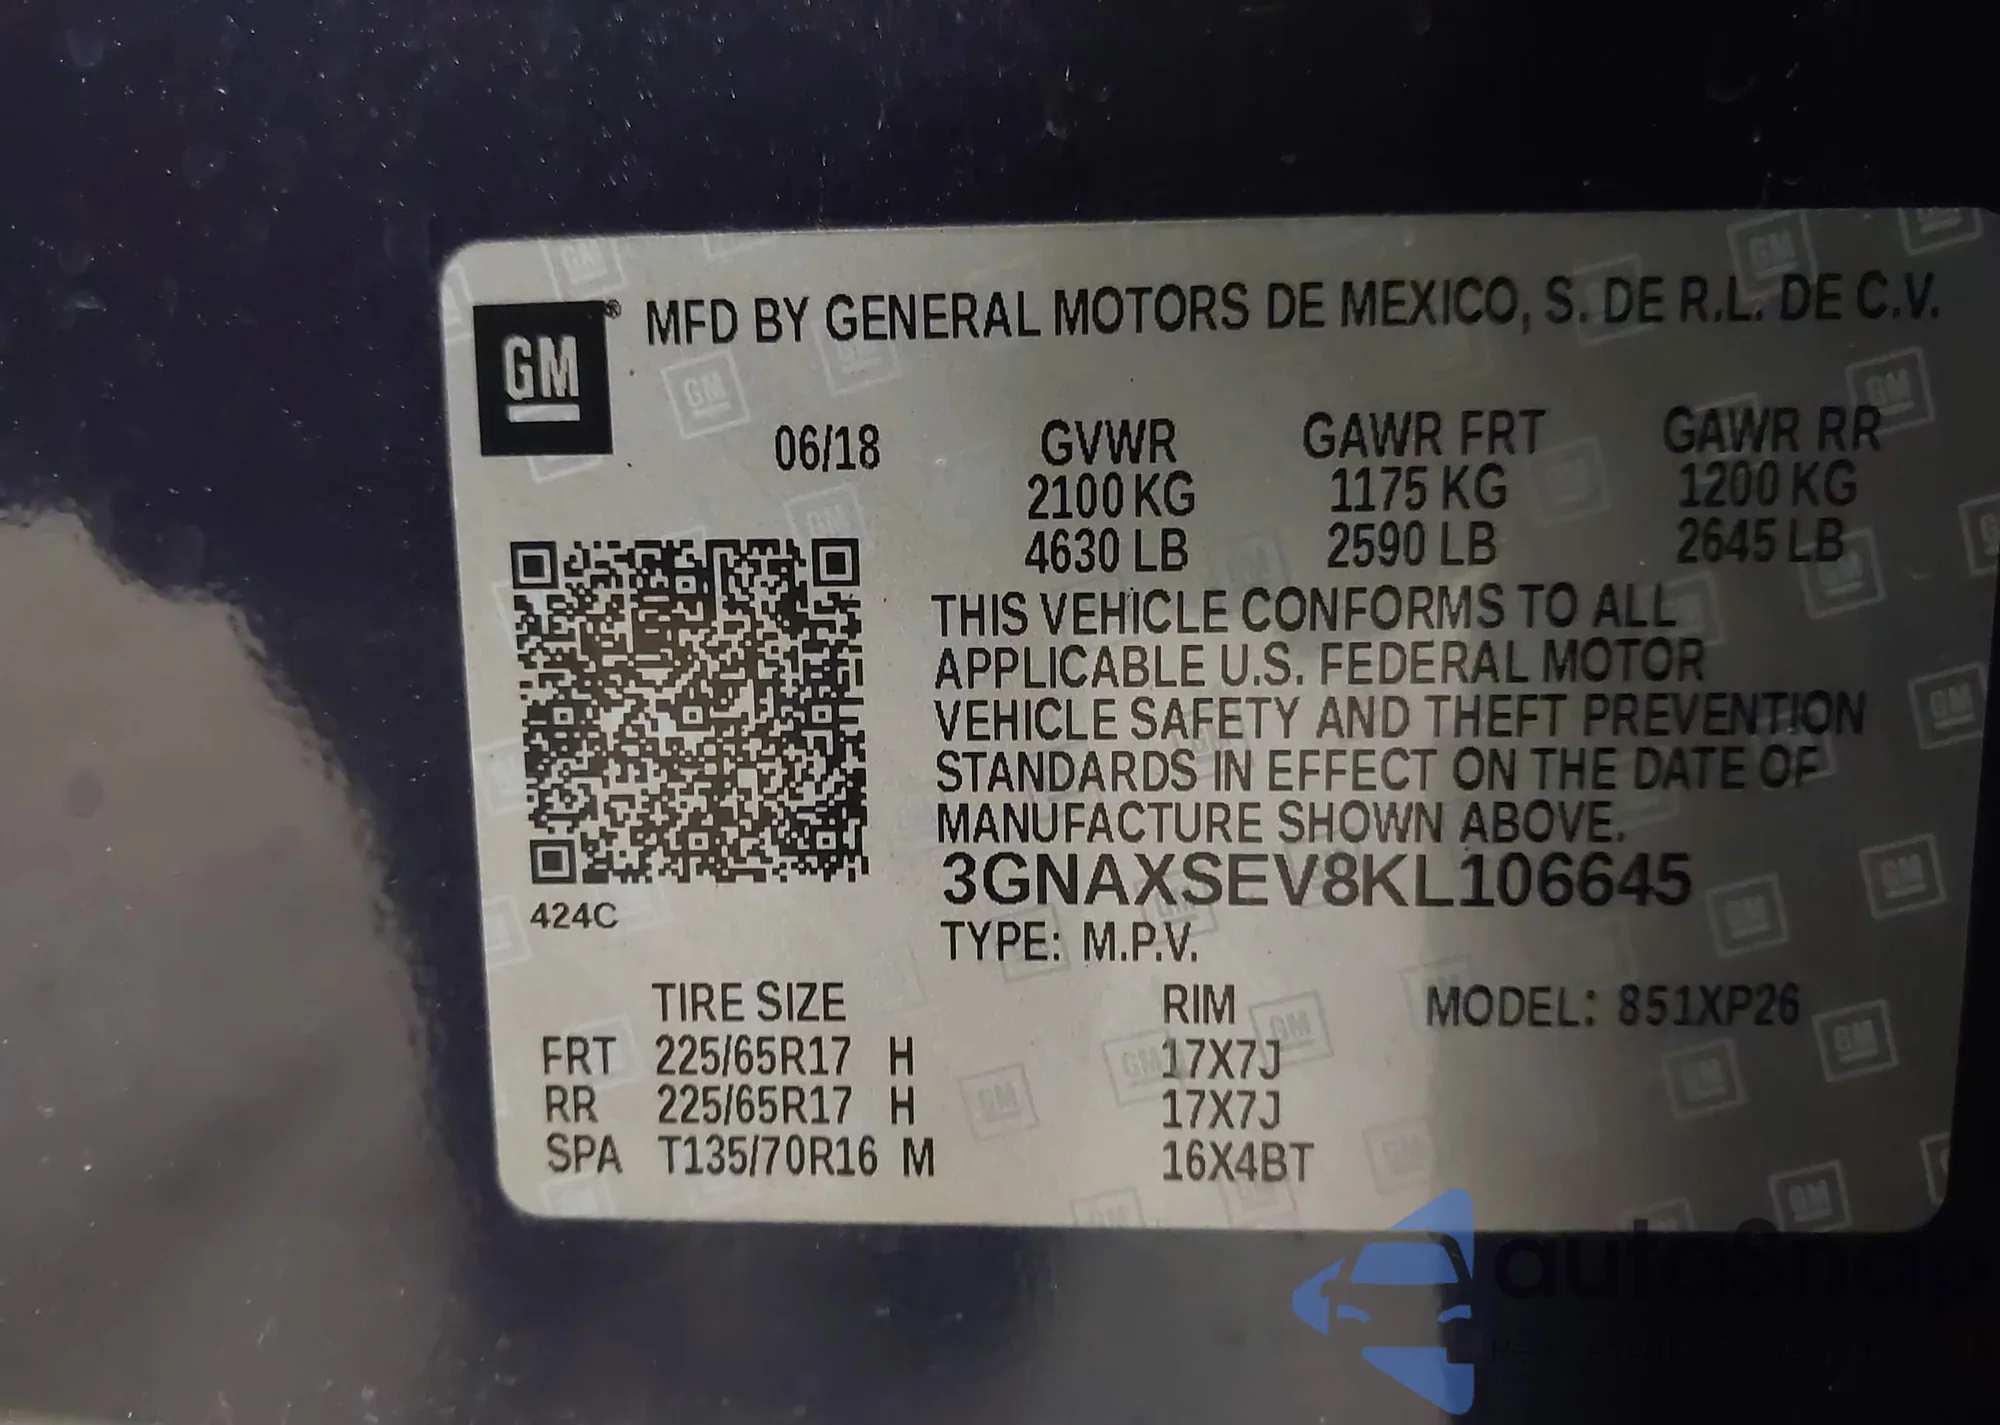 GM® MFD BY GENERAL MOTORS DE MEXICO, S. DE R.L. DE C.V.
06/18 GVWR GAWR FRT GAWR RR
2100 KG 1175 KG 1200 KG
4630 LB 2590 LB 2645 LB
THIS VEHICLE CONFORMS TO ALL
APPLICABLE U.S. FEDERAL MOTOR
VEHICLE SAFETY AND THEFT PREVENTION
STANDARDS IN EFFECT ON THE DATE OF
MANUFACTURE SHOWN ABOVE.
3GNAXSEV8KL106645
424C
TYPE: M.P.V.
TIRE SIZE RIM MODEL: 851XP26
FRT 225/65R17 H 17X7J
RR 225/65R17 H 17X7J
SPA T135/70R16 M 16X4BT
autoSnap